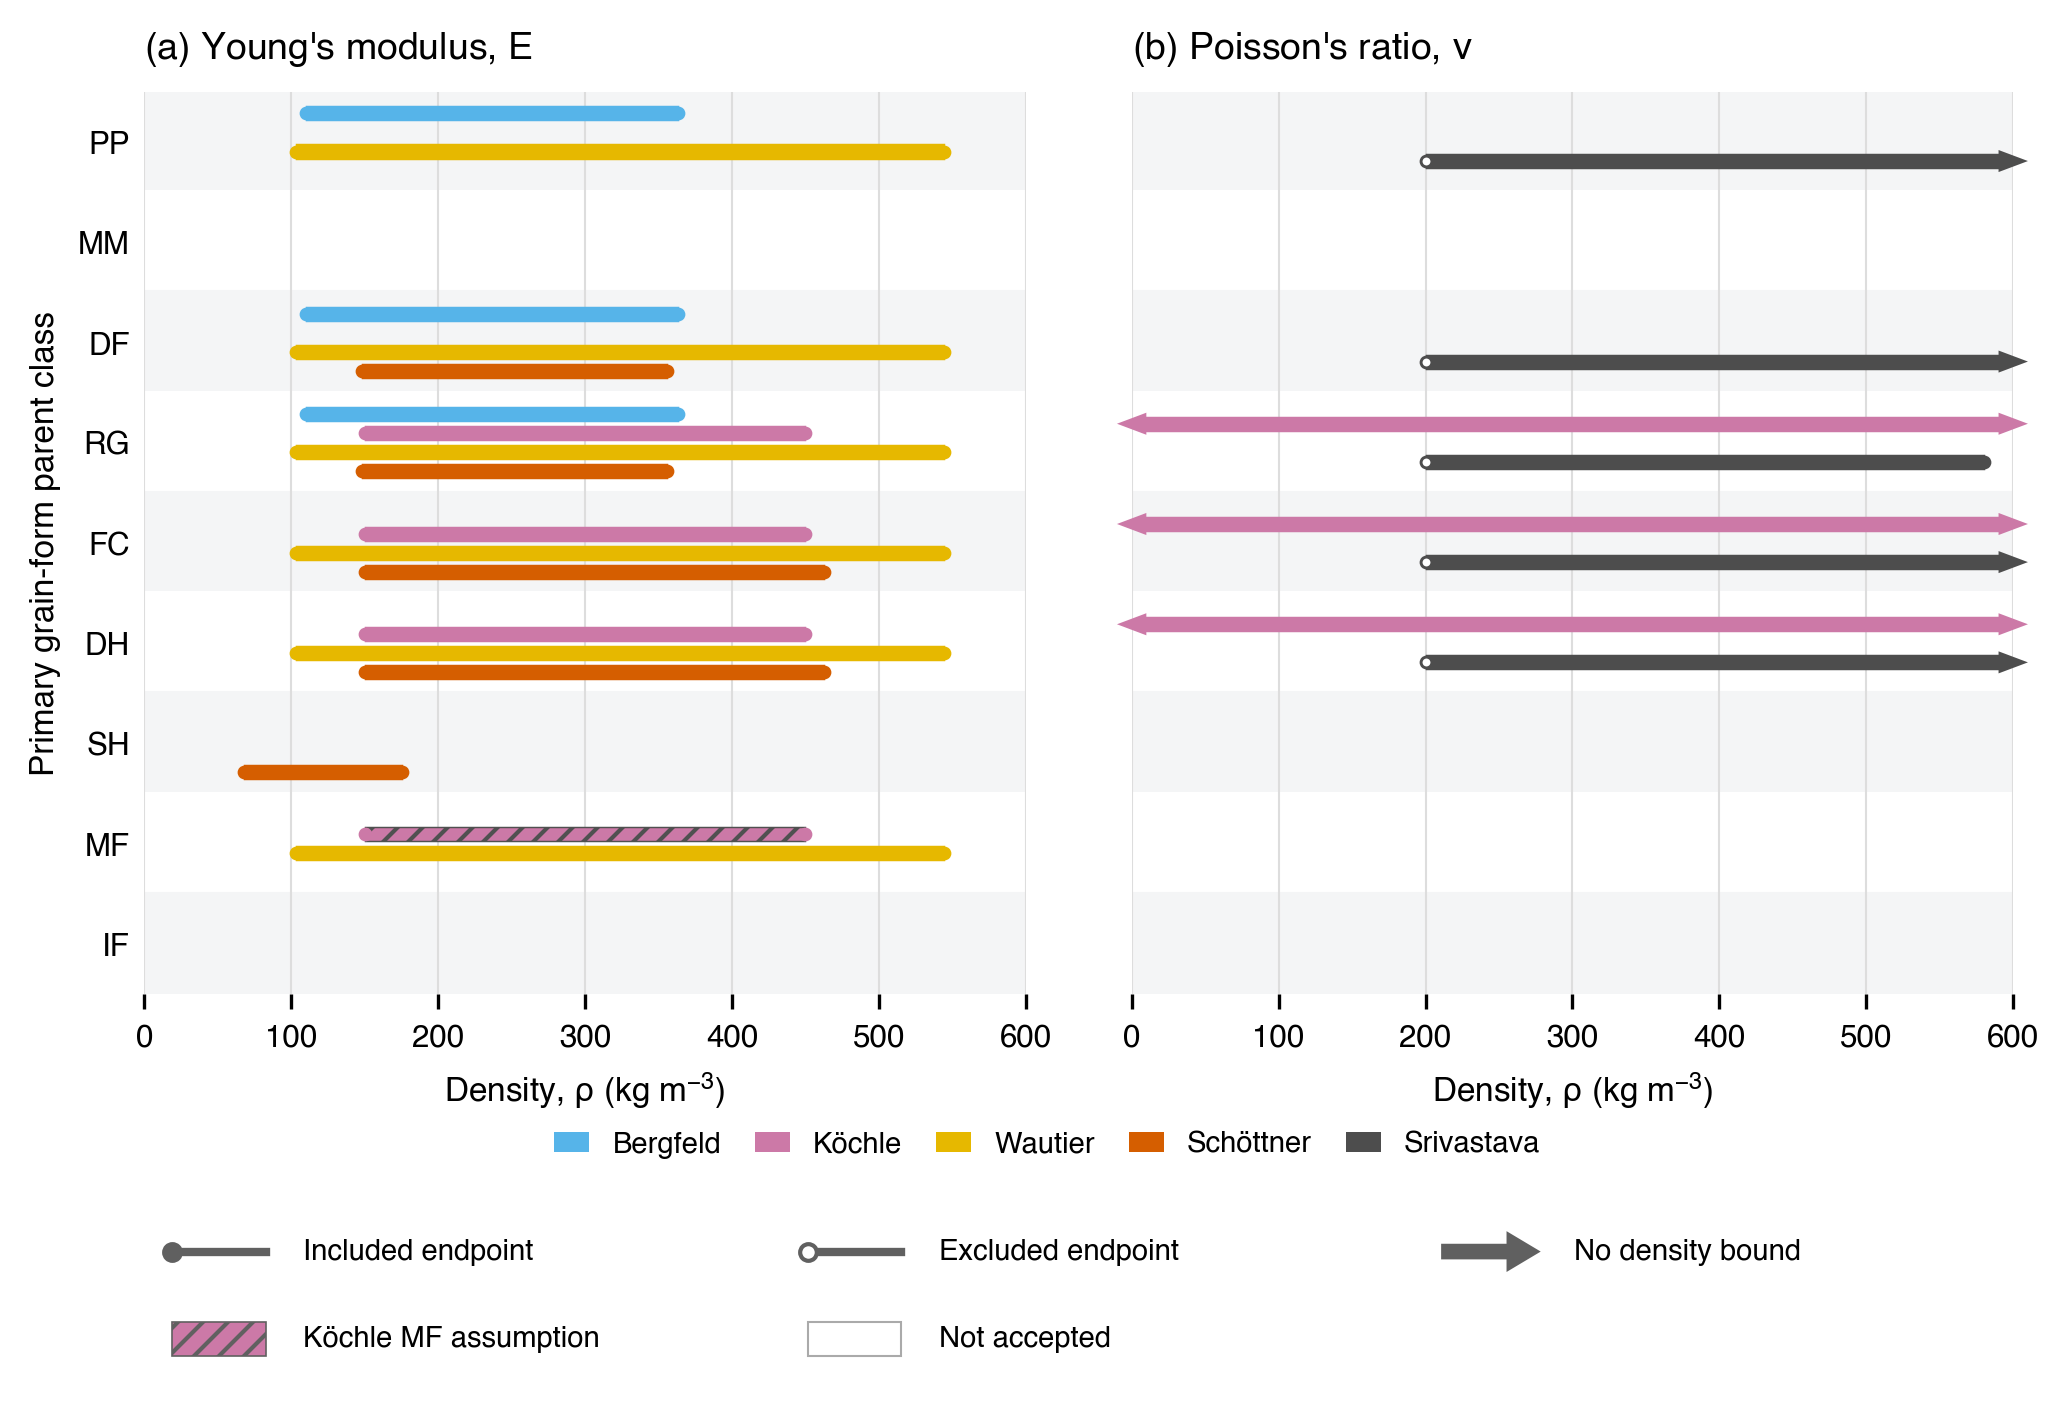 (a) Young's modulus, E
(b) Poisson's ratio, ν
Primary grain-form parent class
PP
MM
DF
RG
FC
DH
SH
MF
IF
0 100 200 300 400 500 600
0 100 200 300 400 500 600
Density, ρ (kg m⁻³)
Density, ρ (kg m⁻³)
Bergfeld Köchle Wautier Schöttner Srivastava
Included endpoint Excluded endpoint No density bound
Köchle MF assumption Not accepted